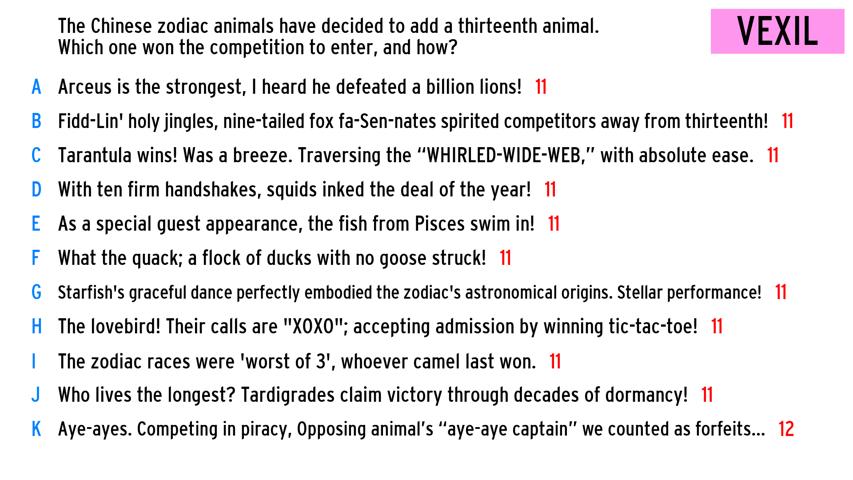 The Chinese zodiac animals have decided to add a thirteenth animal.
Which one won the competition to enter, and how?
VEXIL
A Arceus is the strongest, I heard he defeated a billion lions! 11
B Fidd-Lin' holy jingles, nine-tailed fox fa-Sen-nates spirited competitors away from thirteenth! 11
C Tarantula wins! Was a breeze. Traversing the “WHIRLED-WIDE-WEB,” with absolute ease. 11
D With ten firm handshakes, squids inked the deal of the year! 11
E As a special guest appearance, the fish from Pisces swim in! 11
F What the quack; a flock of ducks with no goose struck! 11
G Starfish's graceful dance perfectly embodied the zodiac's astronomical origins. Stellar performance! 11
H The lovebird! Their calls are "XOXO"; accepting admission by winning tic-tac-toe! 11
I The zodiac races were 'worst of 3', whoever camel last won. 11
J Who lives the longest? Tardigrades claim victory through decades of dormancy! 11
K Aye-ayes. Competing in piracy, Opposing animal’s “aye-aye captain” we counted as forfeits... 12